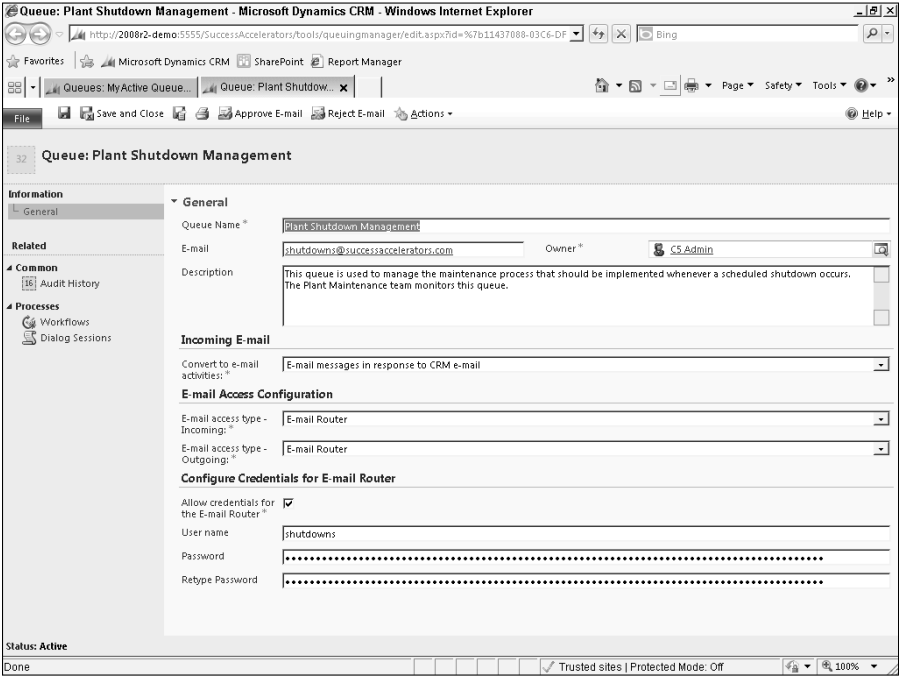 Queue: Plant Shutdown Management - Microsoft Dynamics CRM - Windows Internet Explorer
http://2008r2-demo:5555/SuccessAccelerators/tools/queuingmanager/edit.aspx?id=%7b11437088-03C6-DF
Bing
Favorites Microsoft Dynamics CRM SharePoint Report Manager
Queues: MyActive Queue... Queue: Plant Shutdow... Page Safety Tools
File Save and Close Approve E-mail Reject E-mail Actions Help
32 Queue: Plant Shutdown Management
Information
General
Related
Common
16 Audit History
Processes
Workflows
Dialog Sessions
General
Queue Name * Plant Shutdown Management
E-mail shutdowns@successaccelerators.com Owner * C5 Admin
Description This queue is used to manage the maintenance process that should be implemented whenever a scheduled shutdown occurs.
The Plant Maintenance team monitors this queue.
Incoming E-mail
Convert to e-mail E-mail messages in response to CRM e-mail
activities: *
E-mail Access Configuration
E-mail access type - E-mail Router
Incoming: *
E-mail access type - E-mail Router
Outgoing: *
Configure Credentials for E-mail Router
Allow credentials for
the E-mail Router *
User name shutdowns
Password
Retype Password
Status: Active
Done Trusted sites | Protected Mode: Off 100%